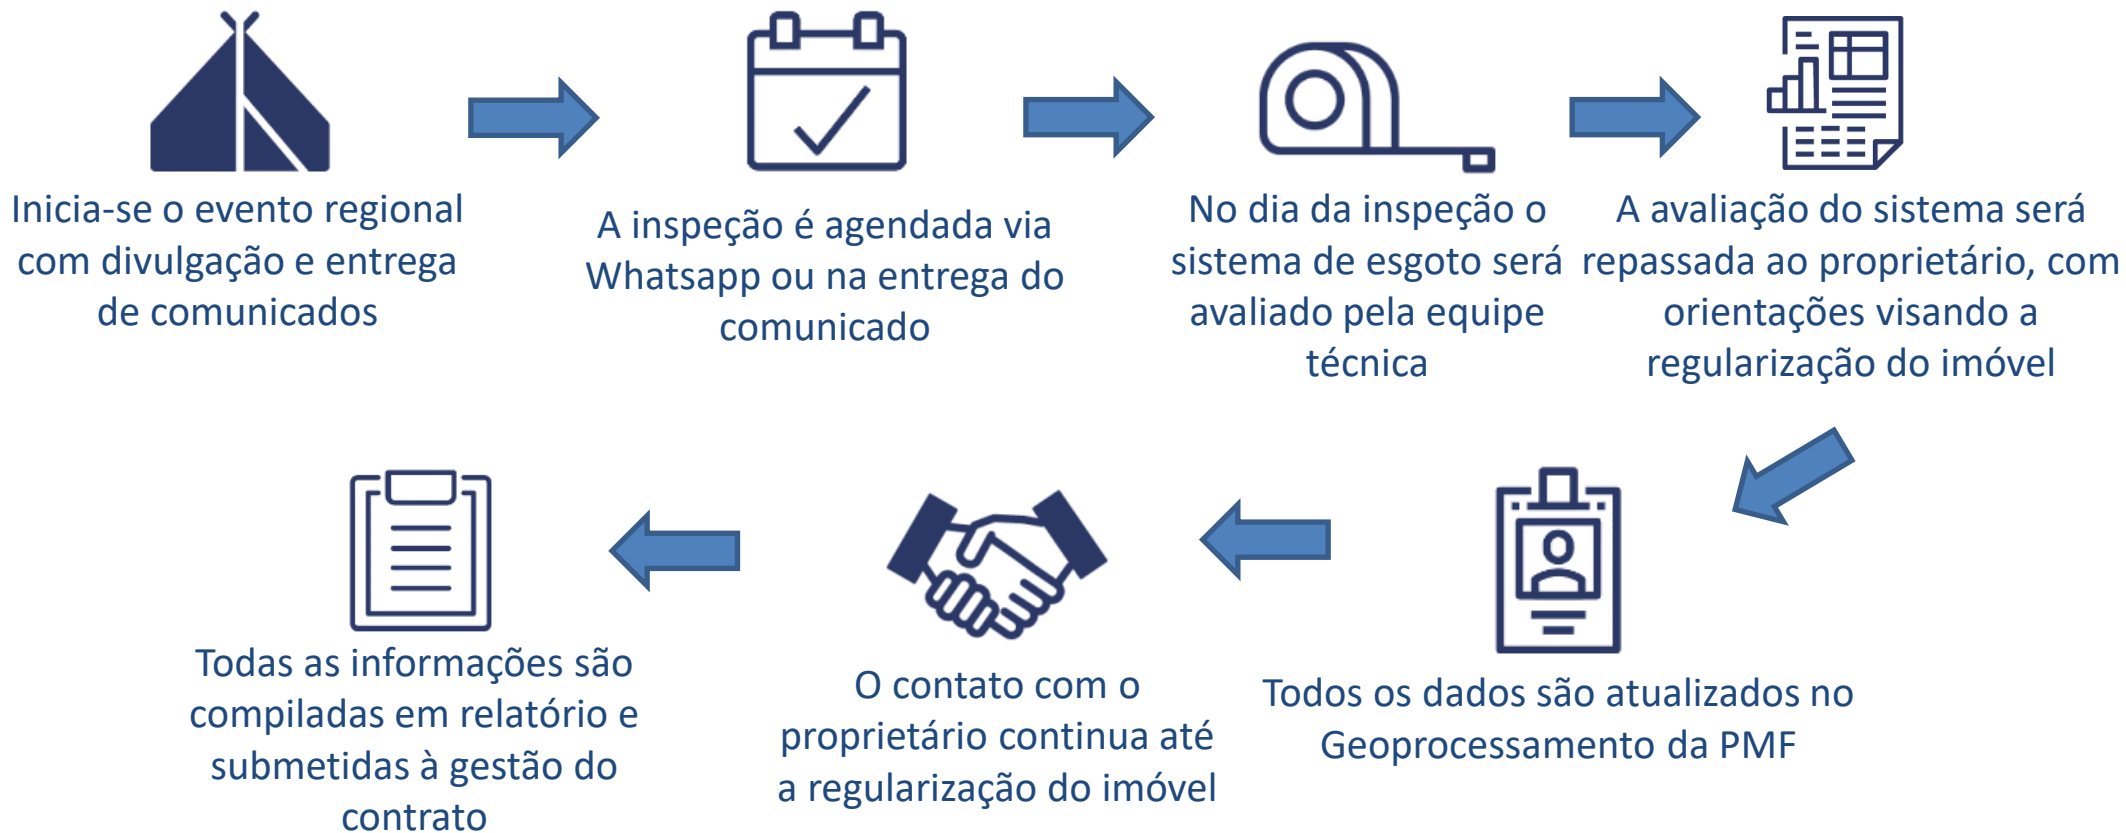 Inicia-se o evento regional
com divulgação e entrega
de comunicados
A inspeção é agendada via
Whatsapp ou na entrega do
comunicado
No dia da inspeção o
sistema de esgoto será
avaliado pela equipe
técnica
A avaliação do sistema será
repassada ao proprietário, com
orientações visando a
regularização do imóvel
Todos os dados são atualizados no
Geoprocessamento da PMF
O contato com o
proprietário continua até
a regularização do imóvel
Todas as informações são
compiladas em relatório e
submetidas à gestão do
contrato